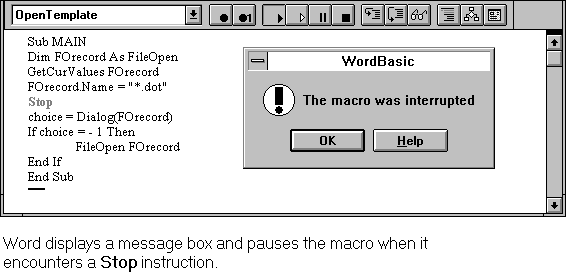 OpenTemplate
Sub MAIN
Dim FOrecord As FileOpen
GetCurValues FOrecord
FOrecord.Name = "*.dot"
Stop
choice = Dialog(FOrecord)
If choice = - 1 Then
FileOpen FOrecord
End If
End Sub
WordBasic
The macro was interrupted
OK
Help
Word displays a message box and pauses the macro when it
encounters a Stop instruction.